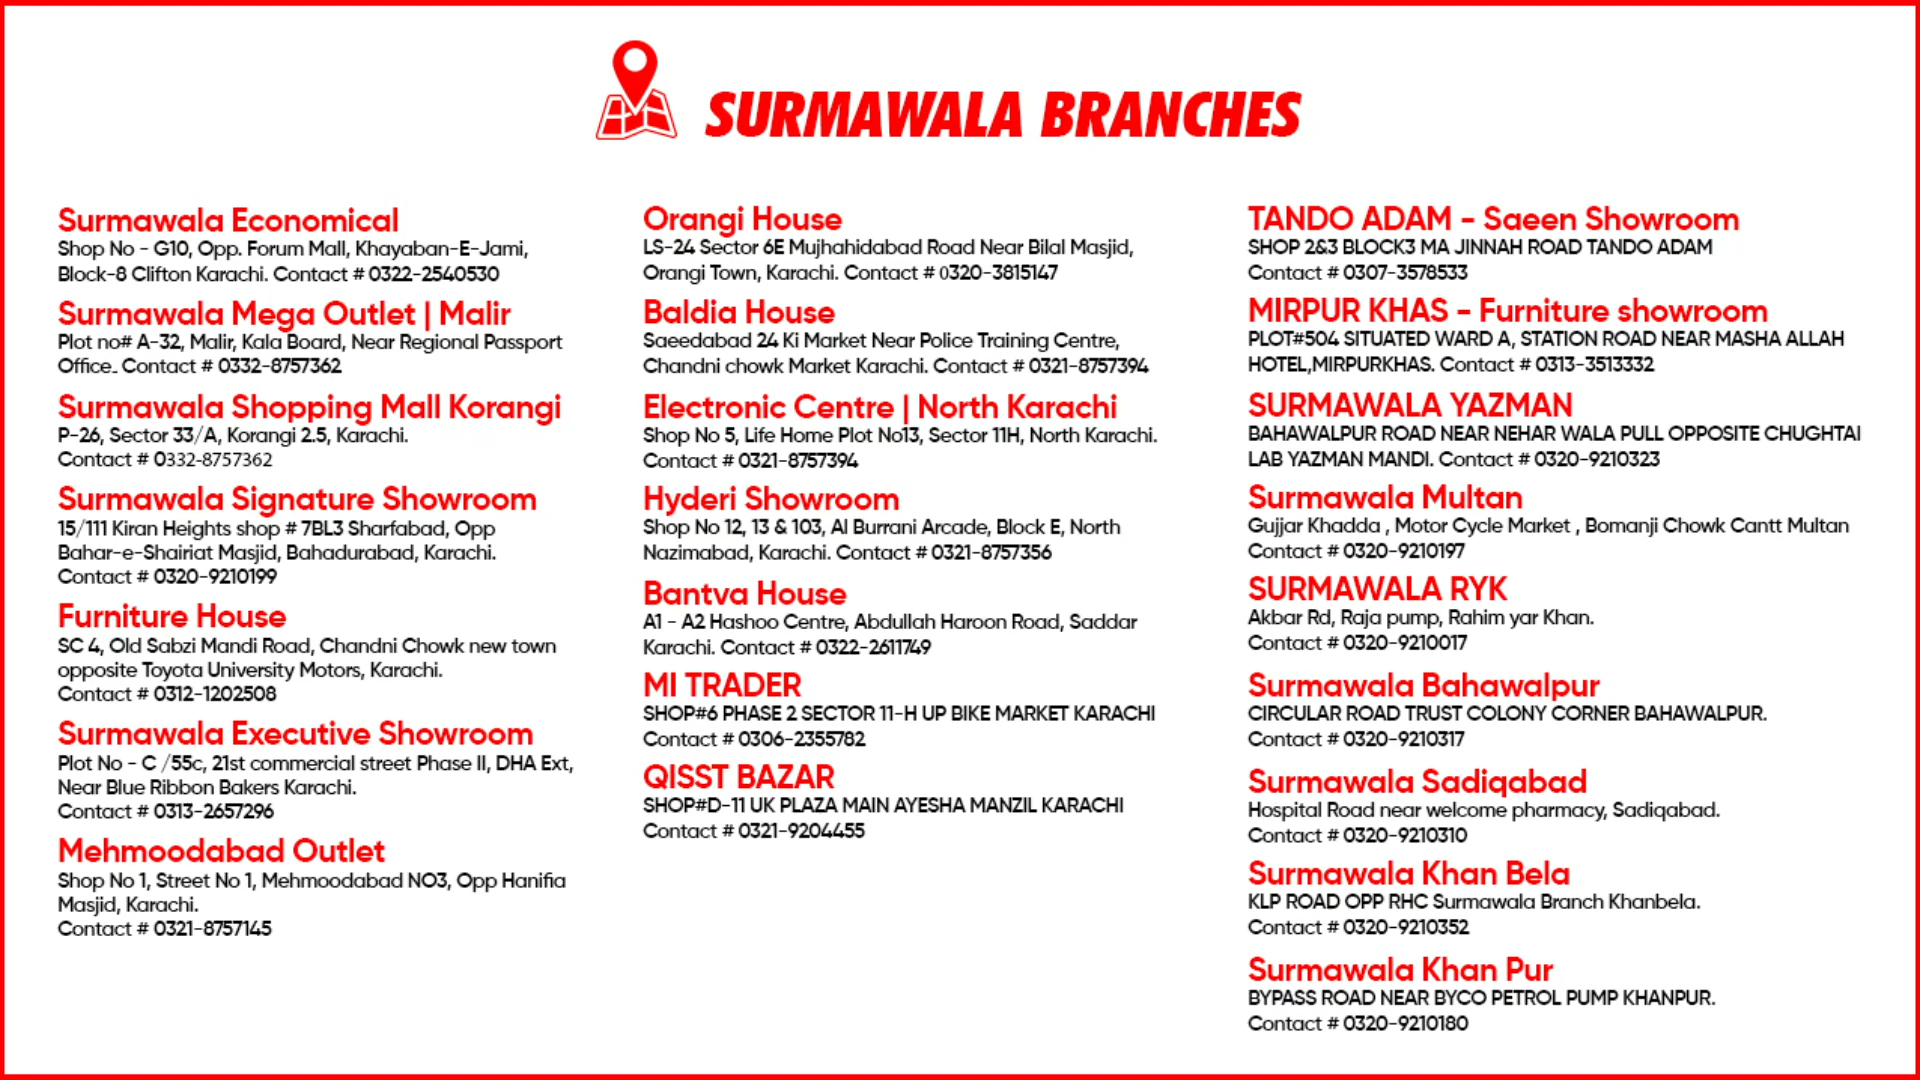 SURMAWALA BRANCHES
Surmawala Economical
Shop No - G10, Opp. Forum Mall, Khayaban-E-Jami,
Block-8 Clifton Karachi. Contact # 0322-2540530
Surmawala Mega Outlet | Malir
Plot no# A-32, Malir, Kala Board, Near Regional Passport
Office. Contact # 0332-8757362
Surmawala Shopping Mall Korangi
P-26, Sector 33/A, Korangi 2.5, Karachi.
Contact # 0332-8757362
Surmawala Signature Showroom
15/111 Kiran Heights shop # 7BL3 Sharfabad, Opp
Bahar-e-Shairiat Masjid, Bahadurabad, Karachi.
Contact # 0320-9210199
Furniture House
SC 4, Old Sabzi Mandi Road, Chandni Chowk new town
opposite Toyota University Motors, Karachi.
Contact # 0312-1202508
Surmawala Executive Showroom
Plot No - C /55c, 21st commercial street Phase II, DHA Ext,
Near Blue Ribbon Bakers Karachi.
Contact # 0313-2657296
Mehmoodabad Outlet
Shop No 1, Street No 1, Mehmoodabad NO3, Opp Hanifia
Masjid, Karachi.
Contact # 0321-8757145
Orangi House
LS-24 Sector 6E Mujhahidabad Road Near Bilal Masjid,
Orangi Town, Karachi. Contact # 0320-3815147
Baldia House
Saeedabad 24 Ki Market Near Police Training Centre,
Chandni chowk Market Karachi. Contact # 0321-8757394
Electronic Centre | North Karachi
Shop No 5, Life Home Plot No13, Sector 11H, North Karachi.
Contact # 0321-8757394
Hyderi Showroom
Shop No 12, 13 & 103, Al Burrani Arcade, Block E, North
Nazimabad, Karachi. Contact # 0321-8757356
Bantva House
A1 - A2 Hashoo Centre, Abdullah Haroon Road, Saddar
Karachi. Contact # 0322-2611749
MI TRADER
SHOP#6 PHASE 2 SECTOR 11-H UP BIKE MARKET KARACHI
Contact # 0306-2355782
QISST BAZAR
SHOP#D-11 UK PLAZA MAIN AYESHA MANZIL KARACHI
Contact # 0321-9204455
TANDO ADAM - Saeen Showroom
SHOP 2&3 BLOCK3 MA JINNAH ROAD TANDO ADAM
Contact # 0307-3578533
MIRPUR KHAS - Furniture showroom
PLOT#504 SITUATED WARD A, STATION ROAD NEAR MASHA ALLAH
HOTEL,MIRPURKHAS. Contact # 0313-3513332
SURMAWALA YAZMAN
BAHAWALPUR ROAD NEAR NEHAR WALA PULL OPPOSITE CHUGHTAI
LAB YAZMAN MANDI. Contact # 0320-9210323
Surmawala Multan
Gujjar Khadda , Motor Cycle Market , Bomanji Chowk Cantt Multan
Contact # 0320-9210197
SURMAWALA RYK
Akbar Rd, Raja pump, Rahim yar Khan.
Contact # 0320-9210017
Surmawala Bahawalpur
CIRCULAR ROAD TRUST COLONY CORNER BAHAWALPUR.
Contact # 0320-9210317
Surmawala Sadiqabad
Hospital Road near welcome pharmacy, Sadiqabad.
Contact # 0320-9210310
Surmawala Khan Bela
KLP ROAD OPP RHC Surmawala Branch Khanbela.
Contact # 0320-9210352
Surmawala Khan Pur
BYPASS ROAD NEAR BYCO PETROL PUMP KHANPUR.
Contact # 0320-9210180